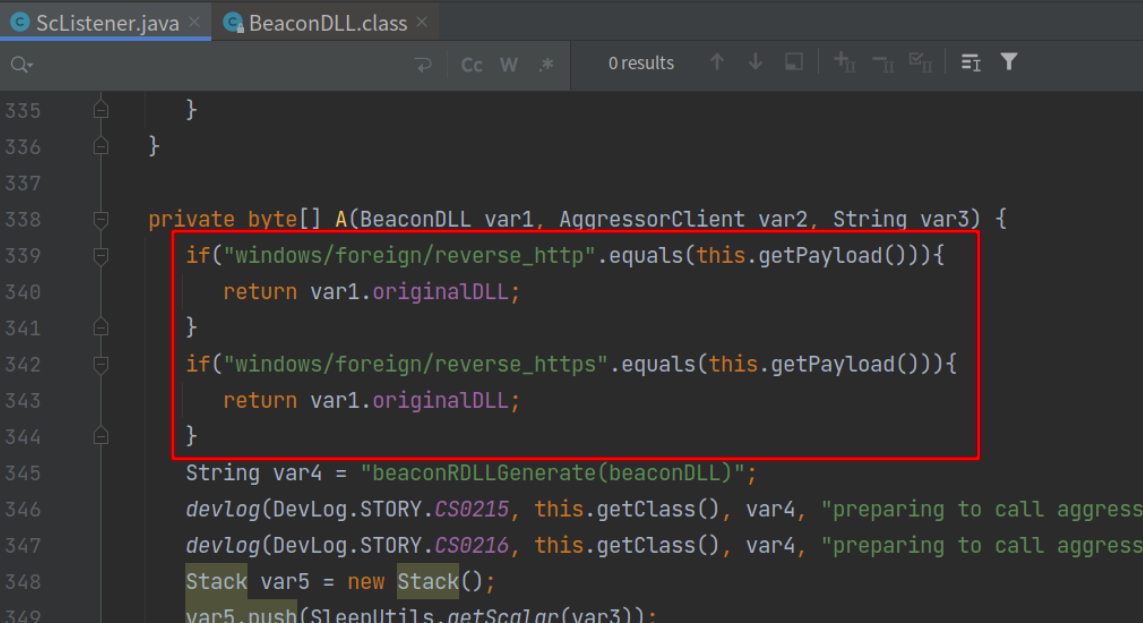 ScListener.java BeaconDLL.class
Cc W .* 0 results
335 }
336 }
337
338 private byte[] A(BeaconDLL var1, AggressorClient var2, String var3) {
339 if("windows/foreign/reverse_http".equals(this.getPayload())){
340 return var1.originalDLL;
341 }
342 if("windows/foreign/reverse_https".equals(this.getPayload())){
343 return var1.originalDLL;
344 }
345 String var4 = "beaconRDLLGenerate(beaconDLL)";
346 devlog(DevLog.STORY.CS0215, this.getClass(), var4, "preparing to call aggress
347 devlog(DevLog.STORY.CS0216, this.getClass(), var4, "preparing to call aggress
348 Stack var5 = new Stack();
349 var5.push(SleepUtils.getScalar(var3));